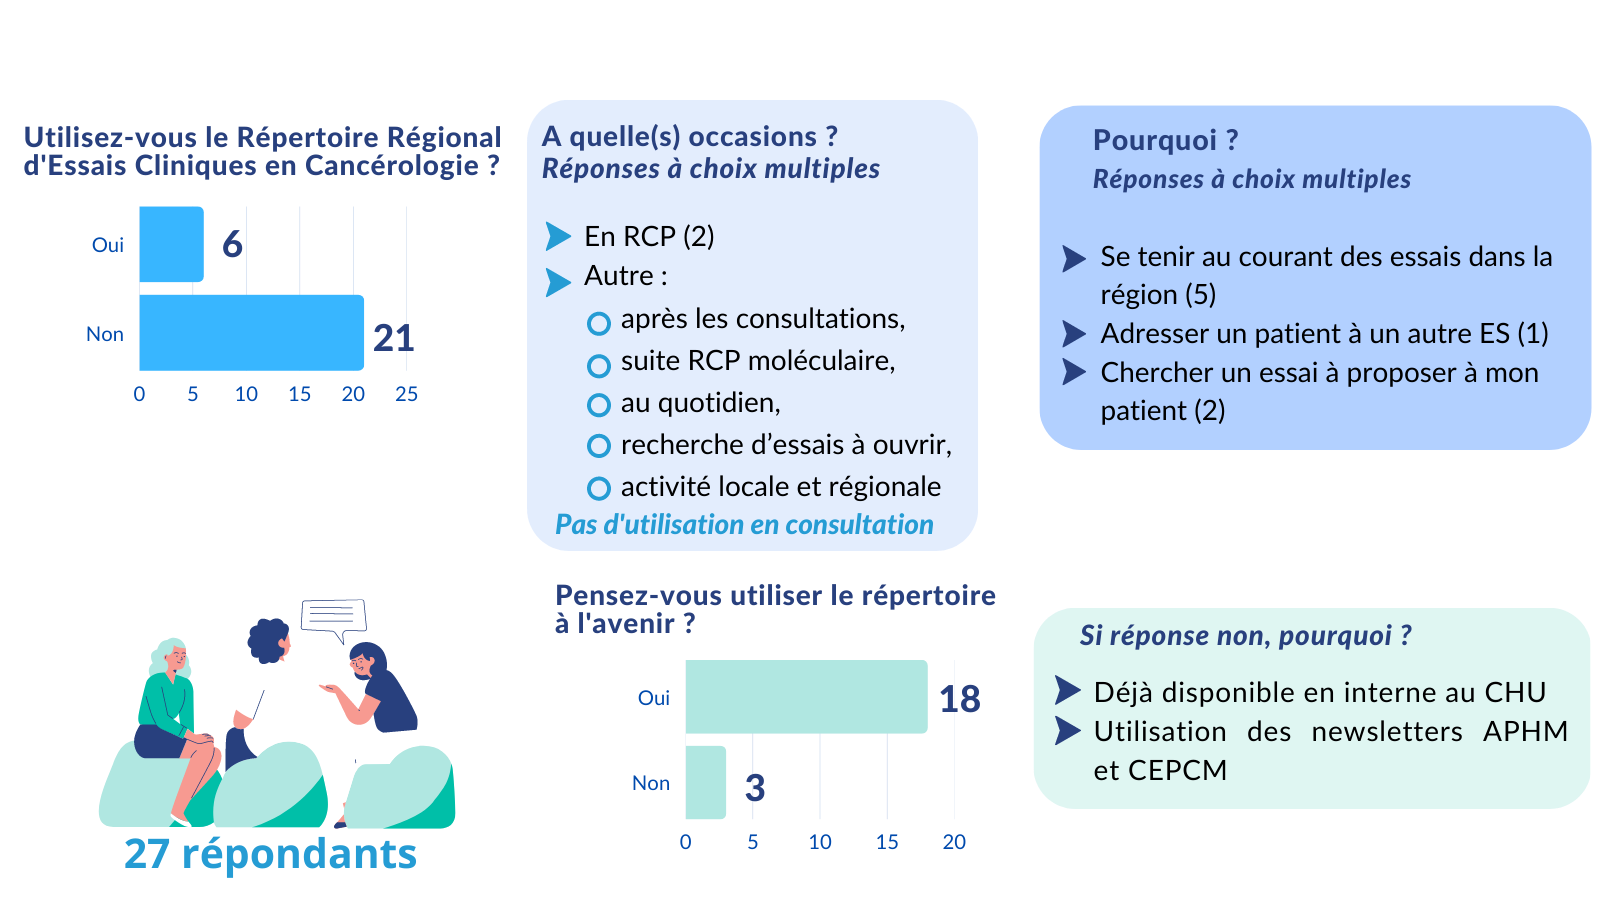 Utilisez-vous le Répertoire Régional
d'Essais Cliniques en Cancérologie ?
Oui
6
Non
21
0 5 10 15 20 25
A quelle(s) occasions ?
Réponses à choix multiples
En RCP (2)
Autre :
après les consultations,
suite RCP moléculaire,
au quotidien,
recherche d’essais à ouvrir,
activité locale et régionale
Pas d'utilisation en consultation
Pourquoi ?
Réponses à choix multiples
Se tenir au courant des essais dans la
région (5)
Adresser un patient à un autre ES (1)
Chercher un essai à proposer à mon
patient (2)
27 répondants
Pensez-vous utiliser le répertoire
à l'avenir ?
Oui
18
Non
3
0 5 10 15 20
Si réponse non, pourquoi ?
Déjà disponible en interne au CHU
Utilisation des newsletters APHM
et CEPCM